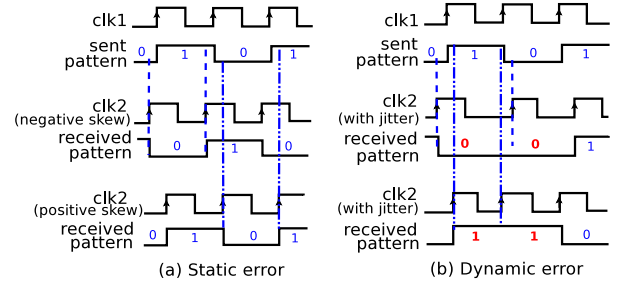 clk1
sent pattern 0 1 0 1
clk2 (negative skew)
received pattern 0 1 0
clk2 (positive skew)
received pattern 0 1 0 1
(a) Static error
clk1
sent pattern 0 1 0 1
clk2 (with jitter)
received pattern 0 0 1
clk2 (with jitter)
received pattern 1 1 0
(b) Dynamic error